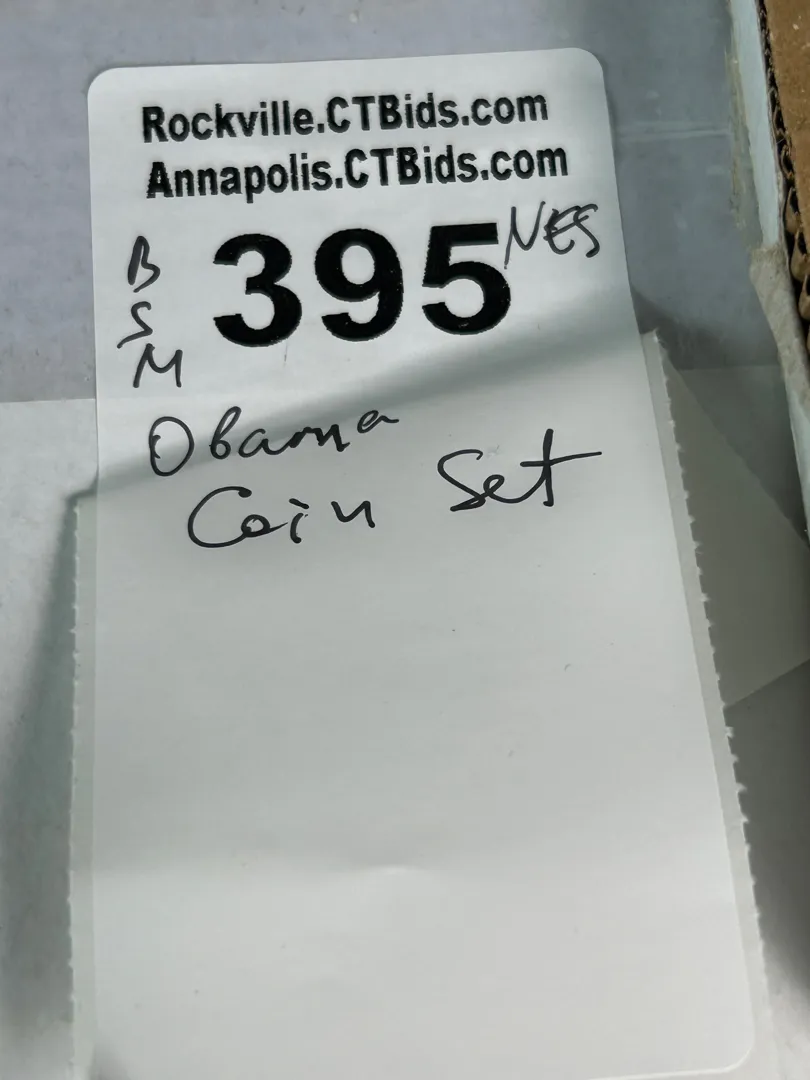 Rockville.CTBids.com
Annapolis.CTBids.com
395 NES
B
S
M
Obama
Coin Set